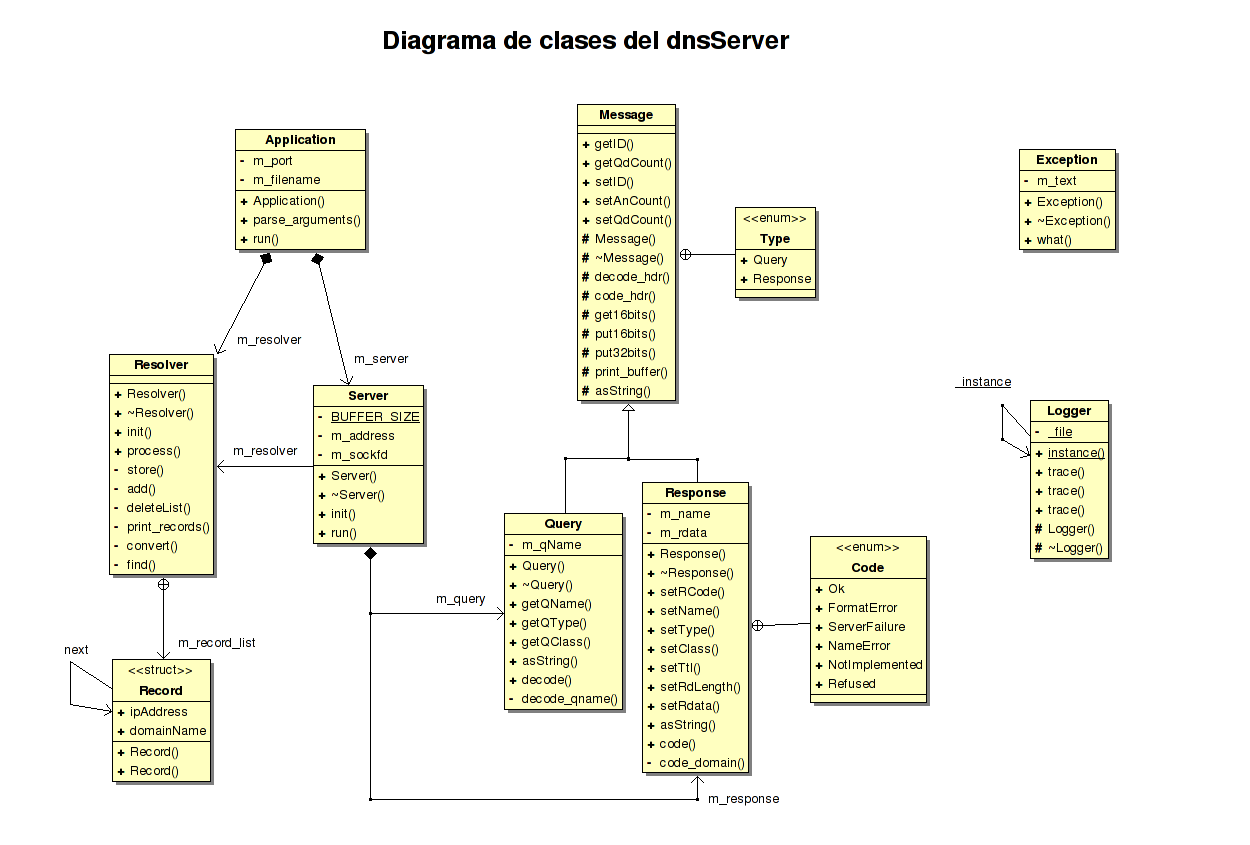 Diagrama de clases del dnsServer
Application
- m_port
- m_filename
+ Application()
+ parse_arguments()
+ run()
m_resolver
m_server
Resolver
+ Resolver()
+ ~Resolver()
+ init()
+ process()
- store()
- add()
- deleteList()
- print_records()
- convert()
- find()
m_resolver
Server
- BUFFER_SIZE
- m_address
- m_sockfd
+ Server()
+ ~Server()
+ init()
+ run()
m_record_list
next
<<struct>>
Record
+ ipAddress
+ domainName
+ Record()
+ Record()
Message
+ getID()
+ getQdCount()
+ setID()
+ setAnCount()
+ setQdCount()
# Message()
# ~Message()
# decode_hdr()
# code_hdr()
# get16bits()
# put16bits()
# put32bits()
# print_buffer()
# asString()
<<enum>>
Type
+ Query
+ Response
m_query
Query
- m_qName
+ Query()
+ ~Query()
+ getQName()
+ getQType()
+ getQClass()
+ asString()
+ decode()
- decode_qname()
Response
- m_name
- m_rdata
+ Response()
+ ~Response()
+ setRCode()
+ setName()
+ setType()
+ setClass()
+ setTtl()
+ setRdLength()
+ setRdata()
+ asString()
+ code()
- code_domain()
m_response
<<enum>>
Code
+ Ok
+ FormatError
+ ServerFailure
+ NameError
+ NotImplemented
+ Refused
Exception
- m_text
+ Exception()
+ ~Exception()
+ what()
_instance
Logger
- _file
+ instance()
+ trace()
+ trace()
+ trace()
# Logger()
# ~Logger()